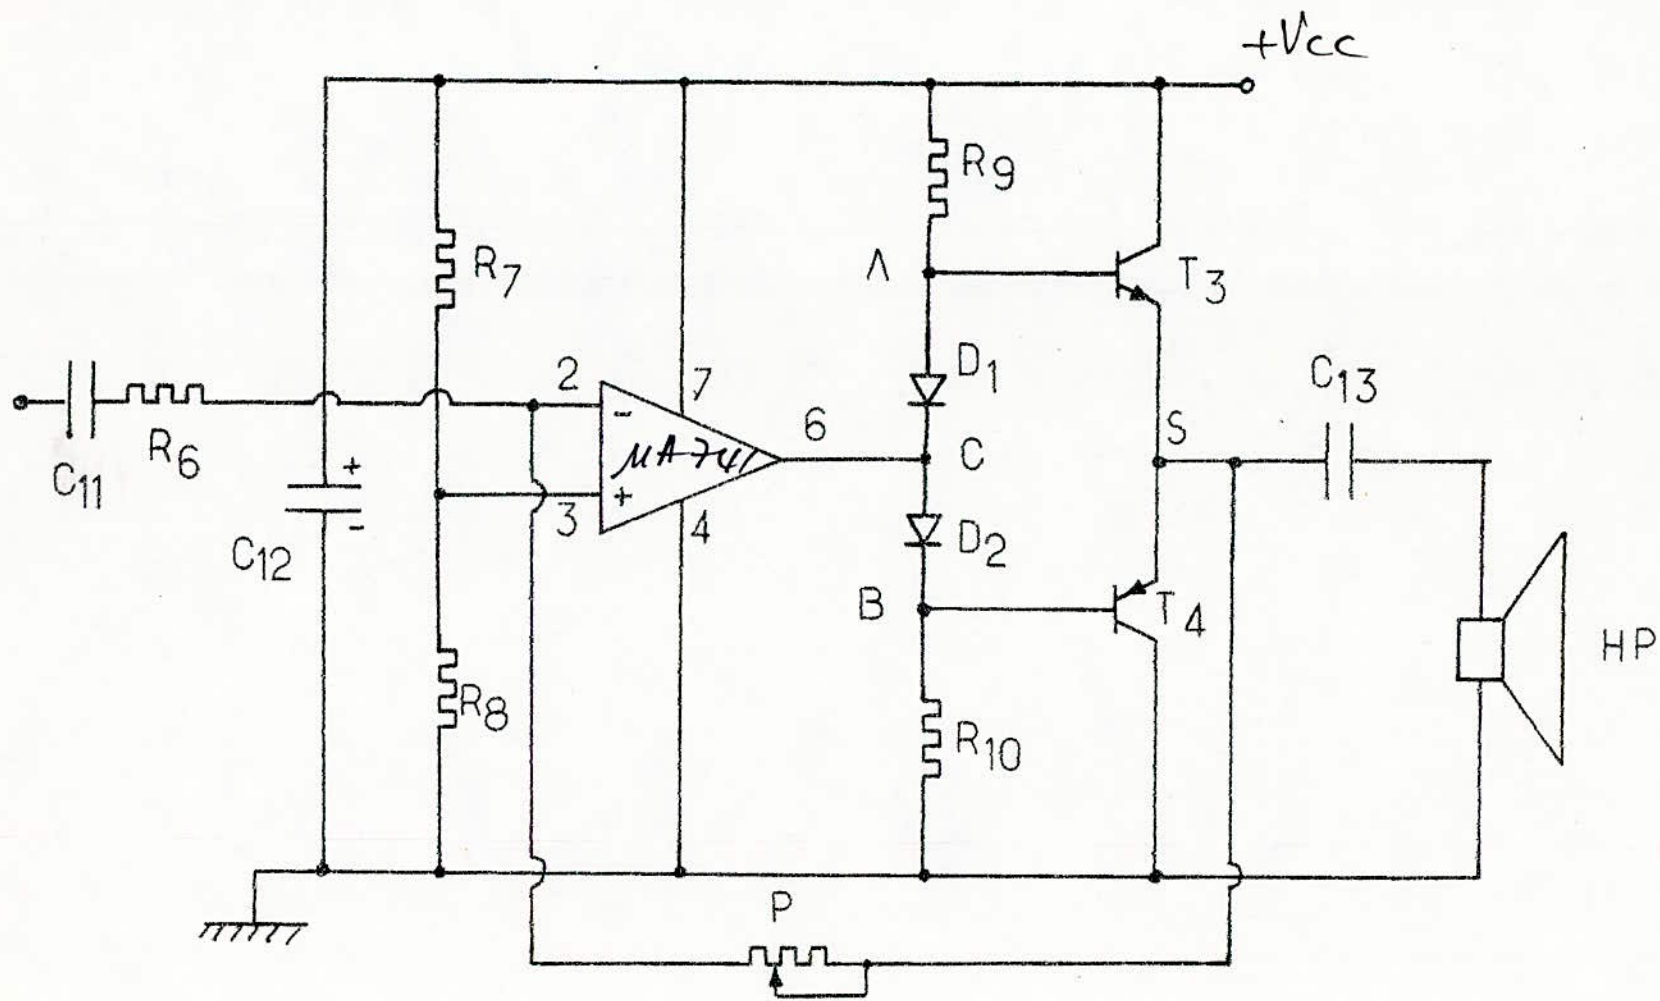 +Vcc
R9
R7
A
T3
D1
C13
2
7
6
S
-
μA741
C
R6
C11
+
-
+
3
4
D2
C12
B
T4
HP
R8
R10
P